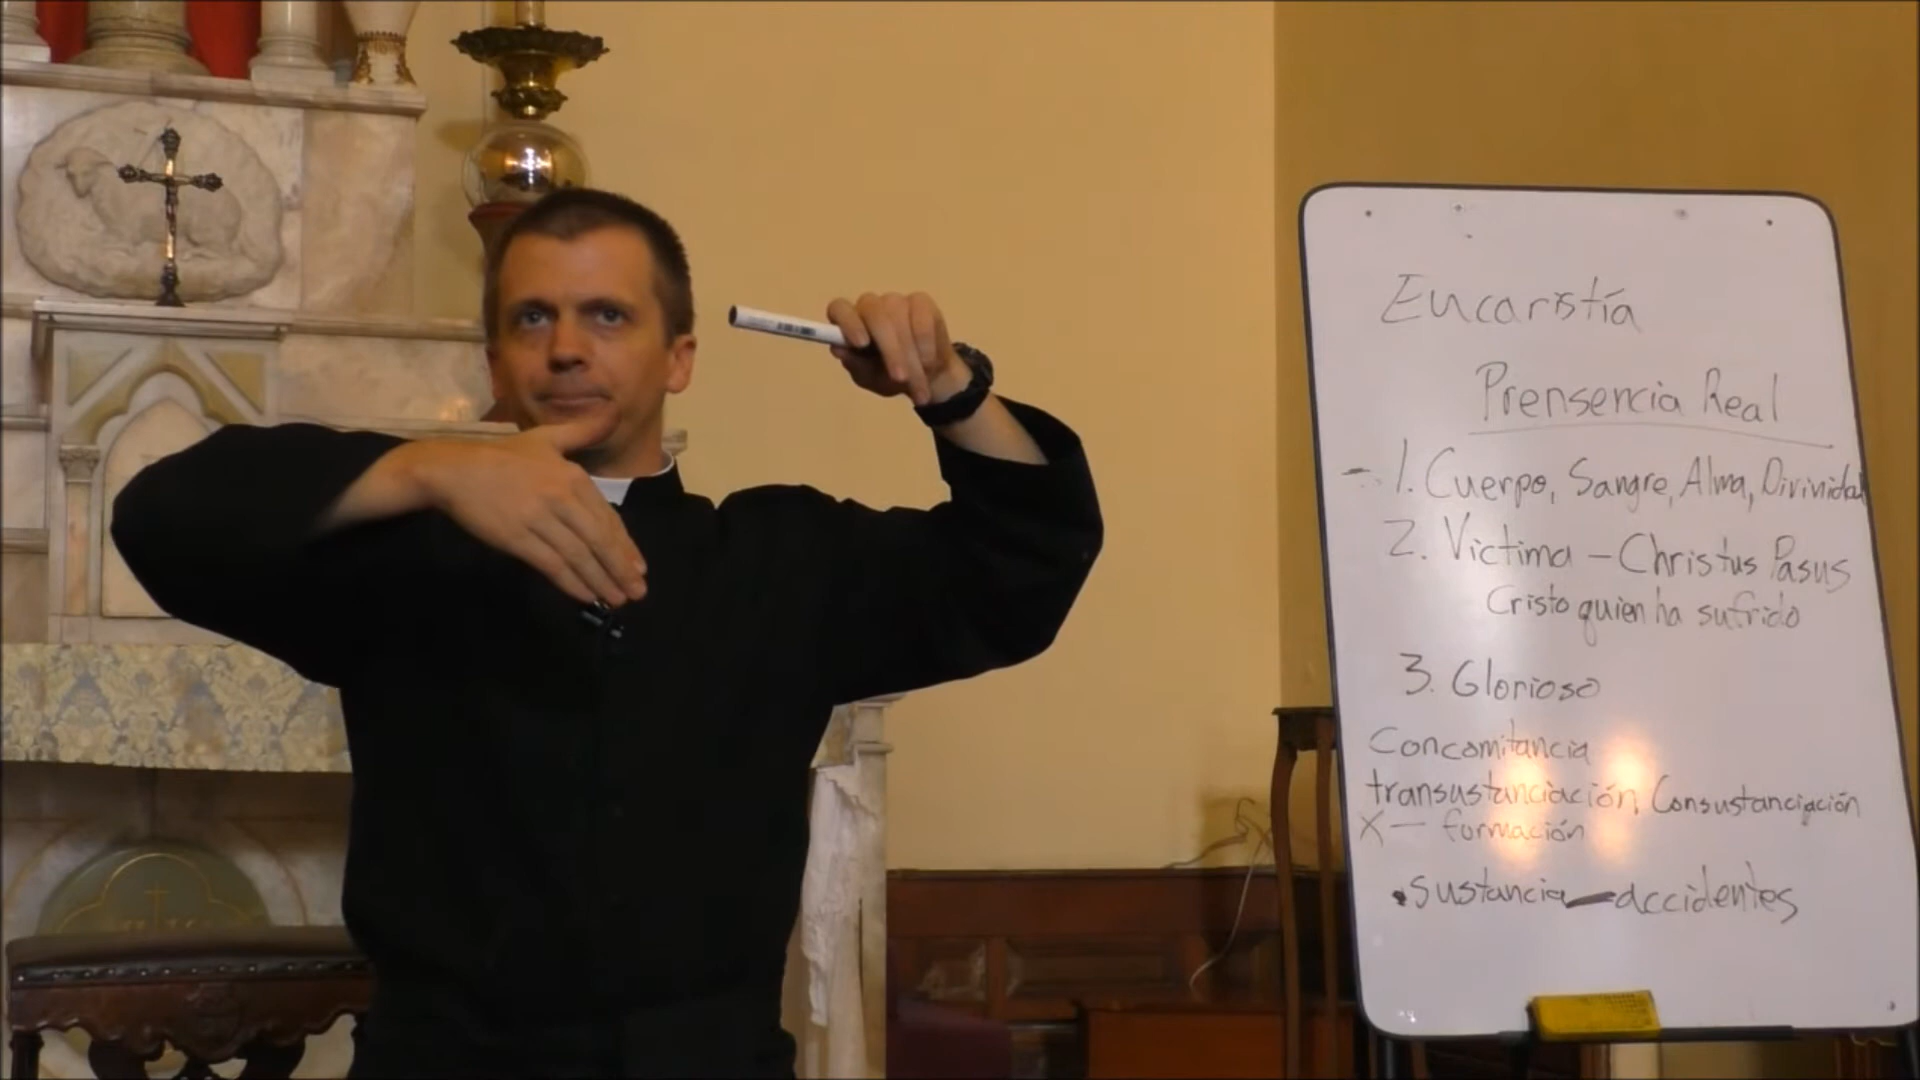 Eucaristía
Prensencia Real
- 1. Cuerpo, Sangre, Alma, Divinidad
2. Victima - Christus Pasus
Cristo quien ha sufrido
3. Glorioso
Concomitancia
transustanciación, Consustanciación
X - formación
• Sustancia - accidentes